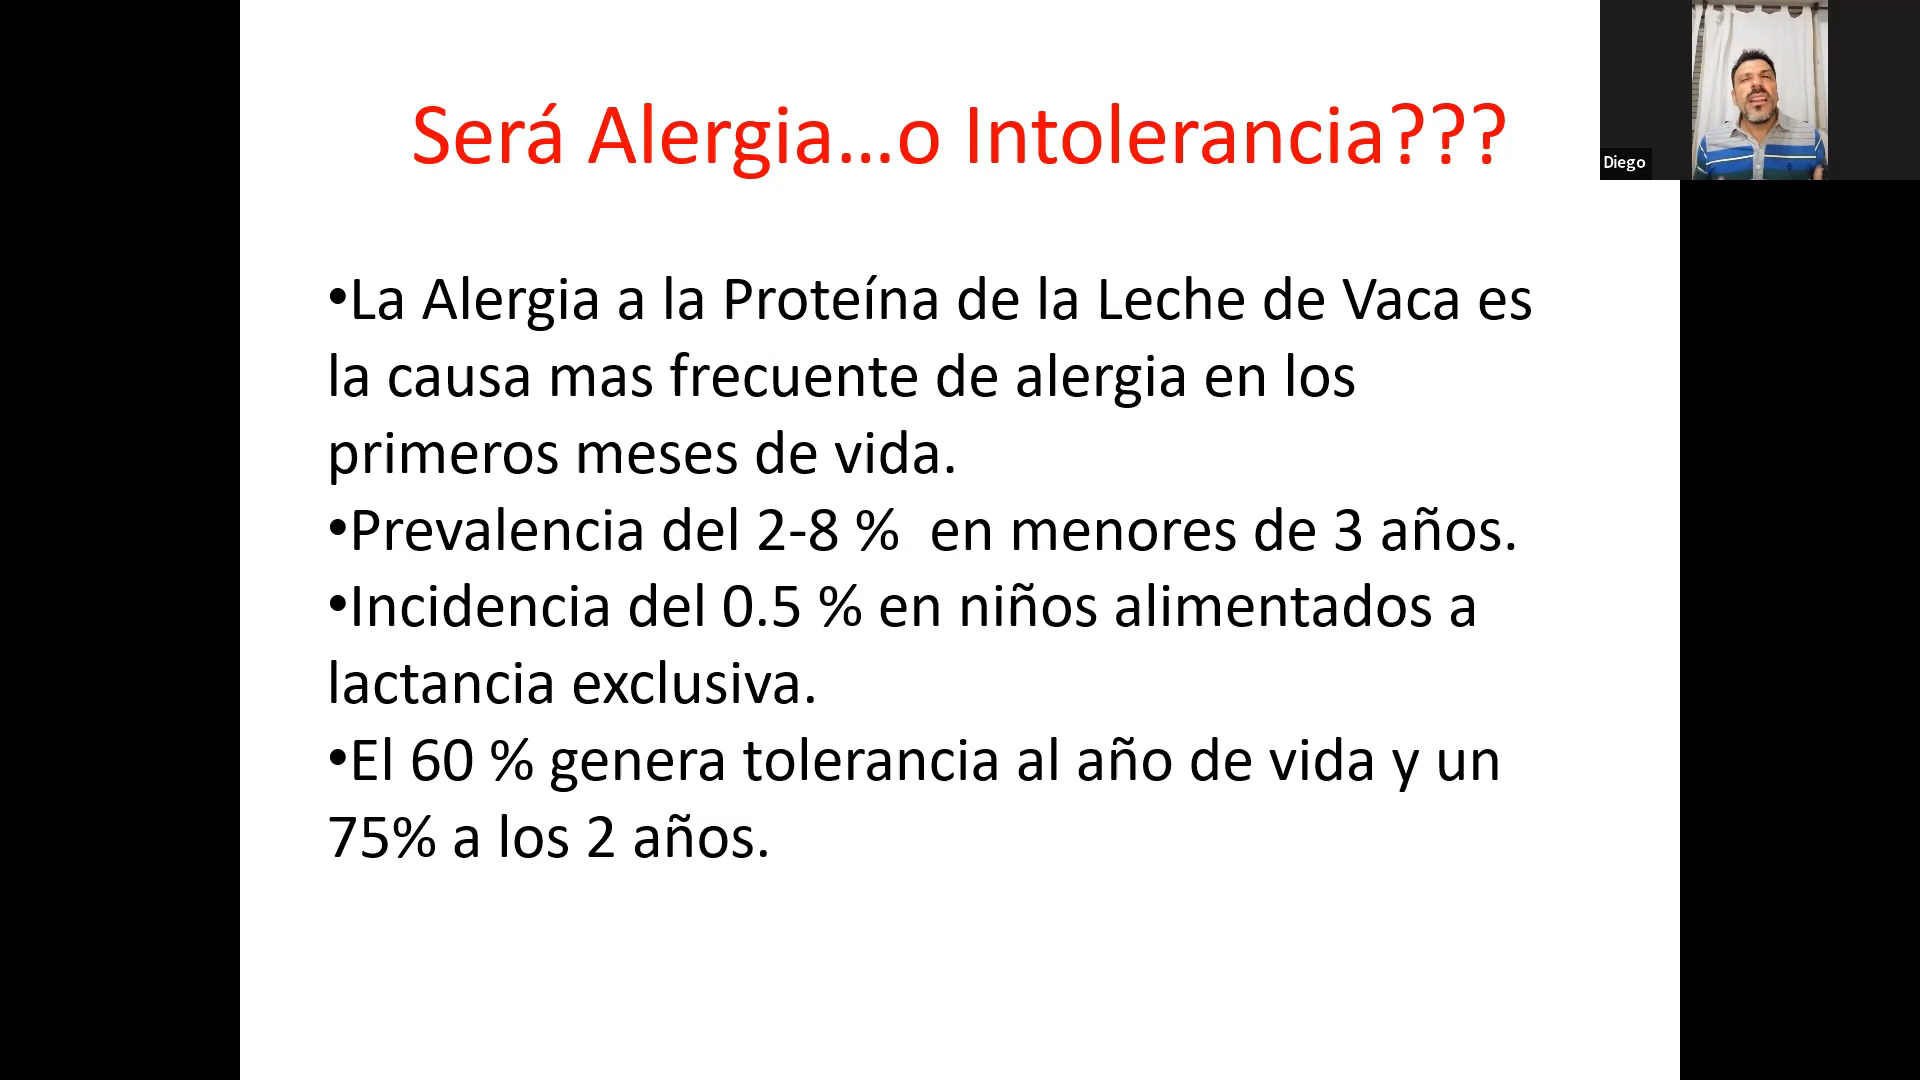 Será Alergia...o Intolerancia???
Diego
•La Alergia a la Proteína de la Leche de Vaca es
la causa mas frecuente de alergia en los
primeros meses de vida.
•Prevalencia del 2-8 %  en menores de 3 años.
•Incidencia del 0.5 % en niños alimentados a
lactancia exclusiva.
•El 60 % genera tolerancia al año de vida y un
75% a los 2 años.